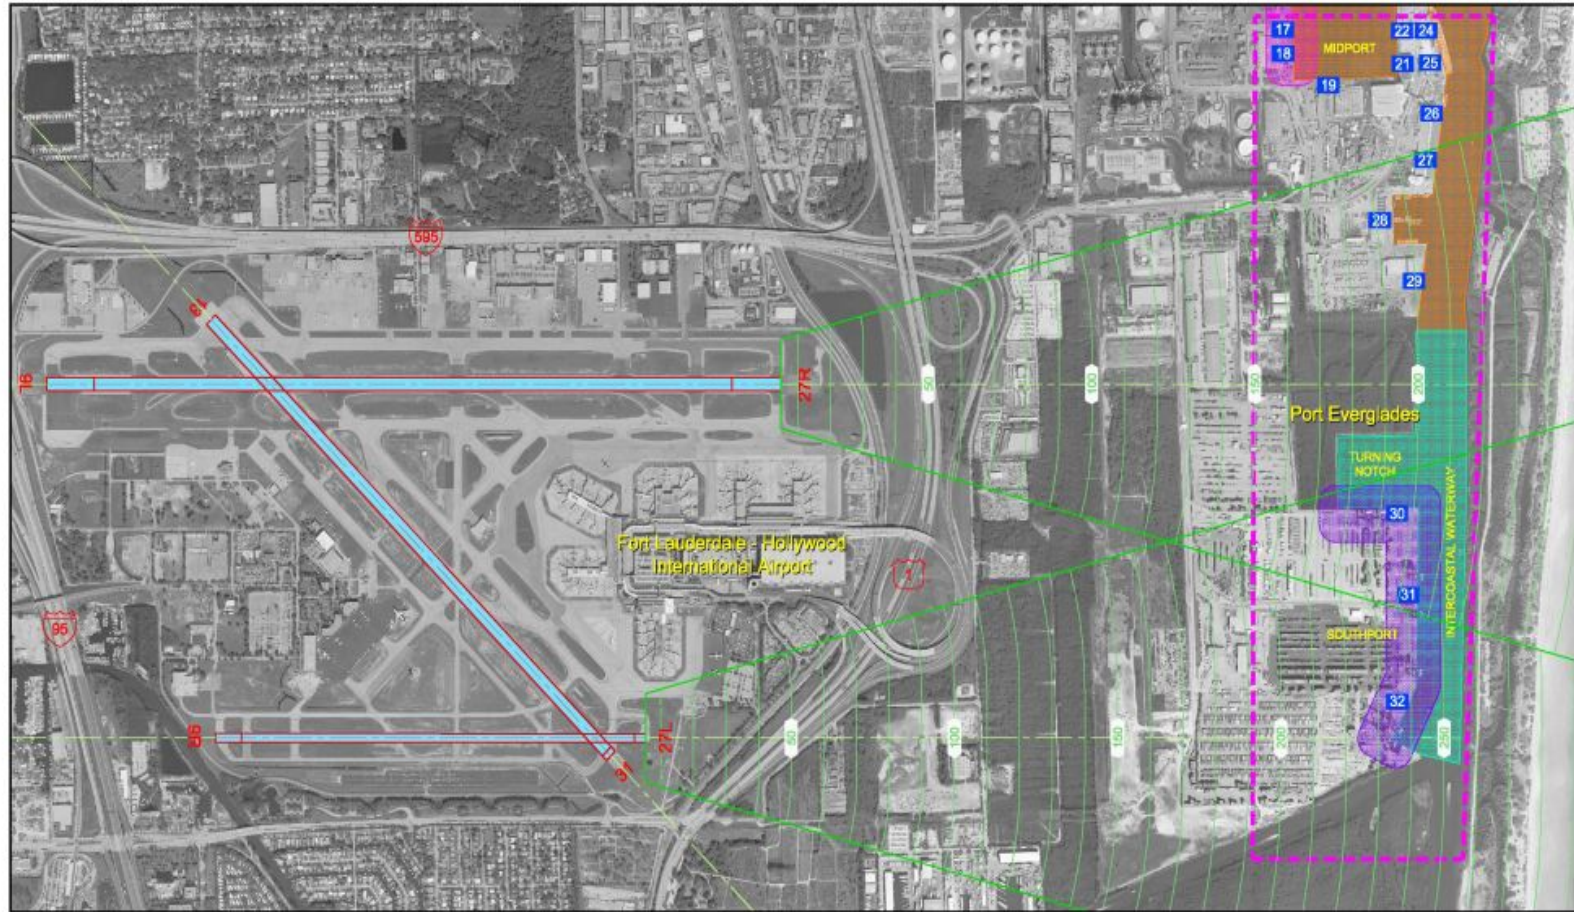 17
22
24
MIDPORT
18
21
25
19
26
27
28
595
29
13
9L
27R
50
100
150
200
Port Everglades
TURNING
NOTCH
INTERCOASTAL WATERWAY
30
Fort Lauderdale - Hollywood
International Airport
1
31
95
SOUTHPORT
32
9R
27L
50
100
150
200
250
31